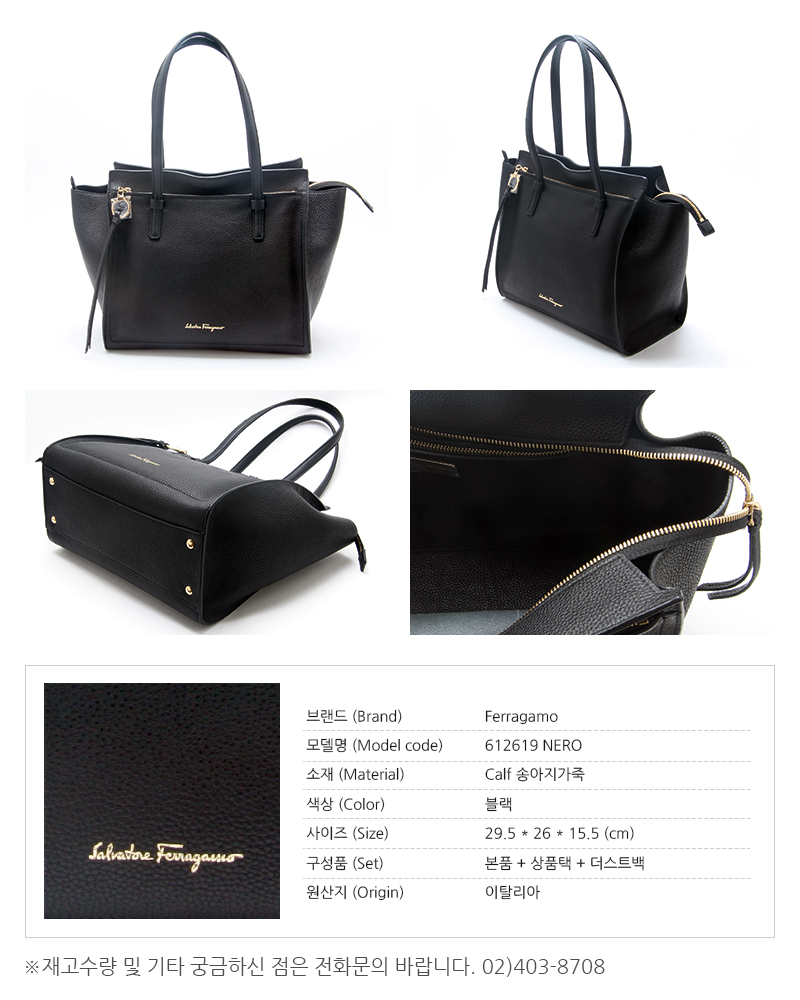 Salvatore Ferragamo
Salvatore Ferragamo
Salvatore Ferragamo
Salvatore Ferragamo
브랜드 (Brand) Ferragamo
모델명 (Model code) 612619 NERO
소재 (Material) Calf 송아지가죽
색상 (Color) 블랙
사이즈 (Size) 29.5 * 26 * 15.5 (cm)
구성품 (Set) 본품 + 상품택 + 더스트백
원산지 (Origin) 이탈리아
※재고수량 및 기타 궁금하신 점은 전화문의 바랍니다. 02)403-8708